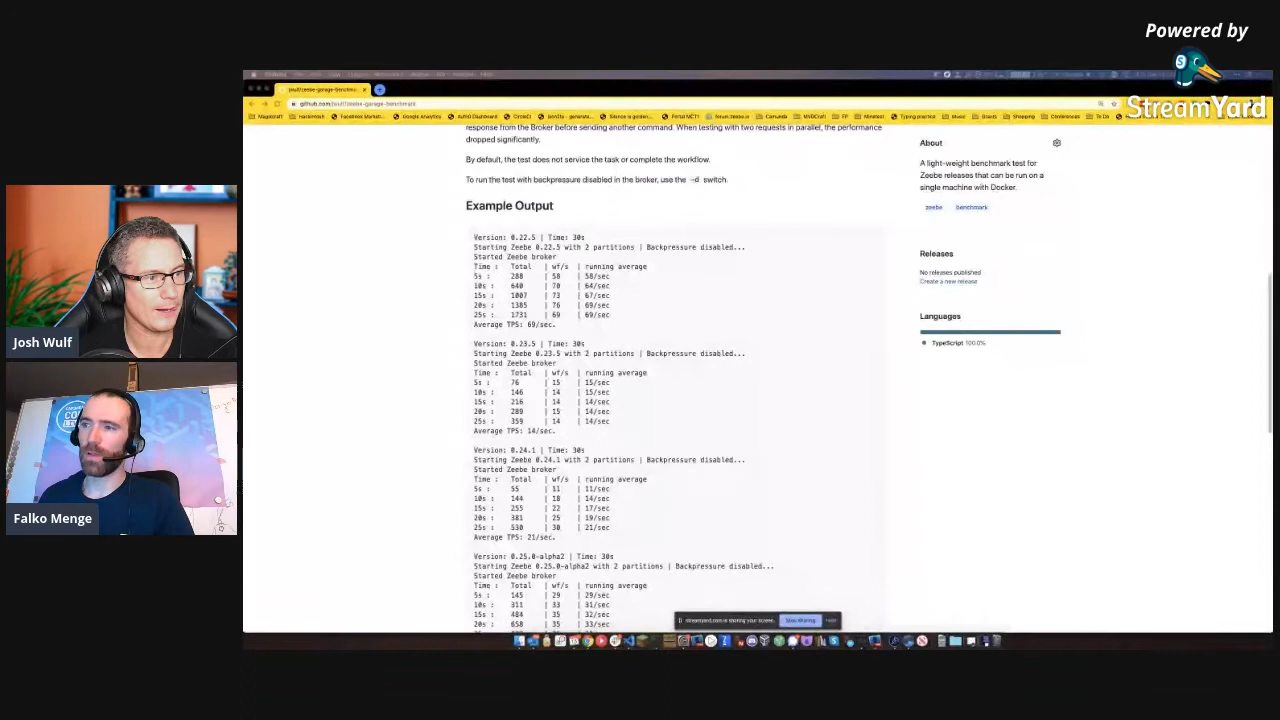 Powered by
StreamYard
github.com/jwulf/zeebe-garage-benchmark
response from the Broker before sending another command. When testing with two requests in parallel, the performance
dropped significantly.
By default, the test does not service the task or complete the workflow.
To run the test with backpressure disabled in the broker, use the -d switch.
Example Output
Version: 0.22.5 | Time: 30s
Starting Zeebe 0.22.5 with 2 partitions | Backpressure disabled...
Started Zeebe broker
Time : Total | wf/s | running average
5s : 288 | 58 | 58/sec
10s : 640 | 70 | 64/sec
15s : 1007 | 73 | 67/sec
20s : 1385 | 76 | 69/sec
25s : 1731 | 69 | 69/sec
Average TPS: 69/sec.
Version: 0.23.5 | Time: 30s
Starting Zeebe 0.23.5 with 2 partitions | Backpressure disabled...
Started Zeebe broker
Time : Total | wf/s | running average
5s : 76 | 15 | 15/sec
10s : 146 | 14 | 15/sec
15s : 216 | 14 | 14/sec
20s : 289 | 15 | 14/sec
25s : 359 | 14 | 14/sec
Average TPS: 14/sec.
Version: 0.24.1 | Time: 30s
Starting Zeebe 0.24.1 with 2 partitions | Backpressure disabled...
Started Zeebe broker
Time : Total | wf/s | running average
5s : 55 | 11 | 11/sec
10s : 144 | 18 | 14/sec
15s : 255 | 22 | 17/sec
20s : 381 | 25 | 19/sec
25s : 530 | 30 | 21/sec
Average TPS: 21/sec.
Version: 0.25.0-alpha2 | Time: 30s
Starting Zeebe 0.25.0-alpha2 with 2 partitions | Backpressure disabled...
Started Zeebe broker
Time : Total | wf/s | running average
5s : 145 | 29 | 29/sec
10s : 311 | 33 | 31/sec
15s : 484 | 35 | 32/sec
20s : 658 | 35 | 33/sec
About
A light-weight benchmark test for
Zeebe releases that can be run on a
single machine with Docker.
zeebe benchmark
Releases
No releases published
Create a new release
Languages
TypeScript 100.0%
streamyard.com is sharing your screen. Stop sharing Hide
Josh Wulf
Falko Menge